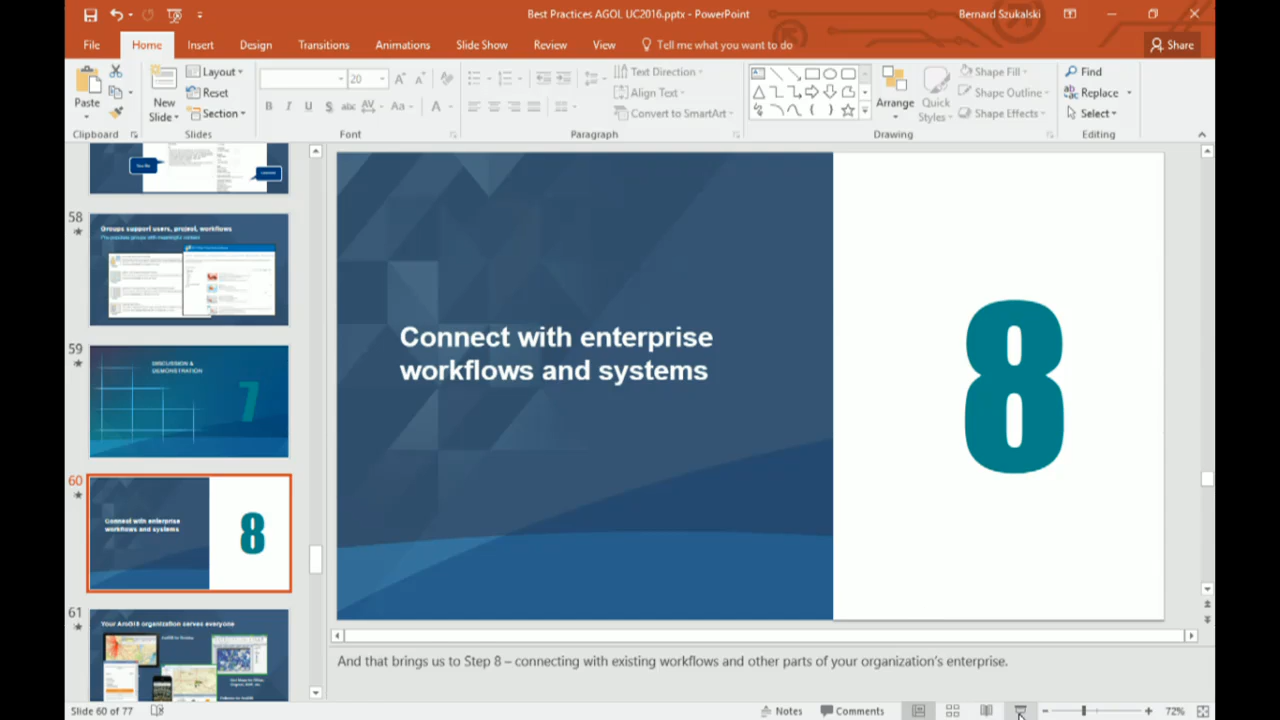 Best Practices AGOL UC2016.pptx - PowerPoint
Bernard Szukalski
File Home Insert Design Transitions Animations Slide Show Review View Tell me what you want to do Share
Paste
Clipboard
New
Slide
Layout
Reset
Section
Slides
20
B I U S abc AV Aa A
Font
Text Direction
Align Text
Convert to SmartArt
Paragraph
Arrange
Quick
Styles
Shape Fill
Shape Outline
Shape Effects
Drawing
Find
Replace
Select
Editing
58
Groups support users, project, workflows
59
DISCUSSION &
DEMONSTRATION
7
60
Connect with enterprise
workflows and systems
8
61
Your ArcGIS organization serves everyone
Connect with enterprise
workflows and systems
8
And that brings us to Step 8 – connecting with existing workflows and other parts of your organization's enterprise.
Slide 60 of 77
Notes
Comments
72%